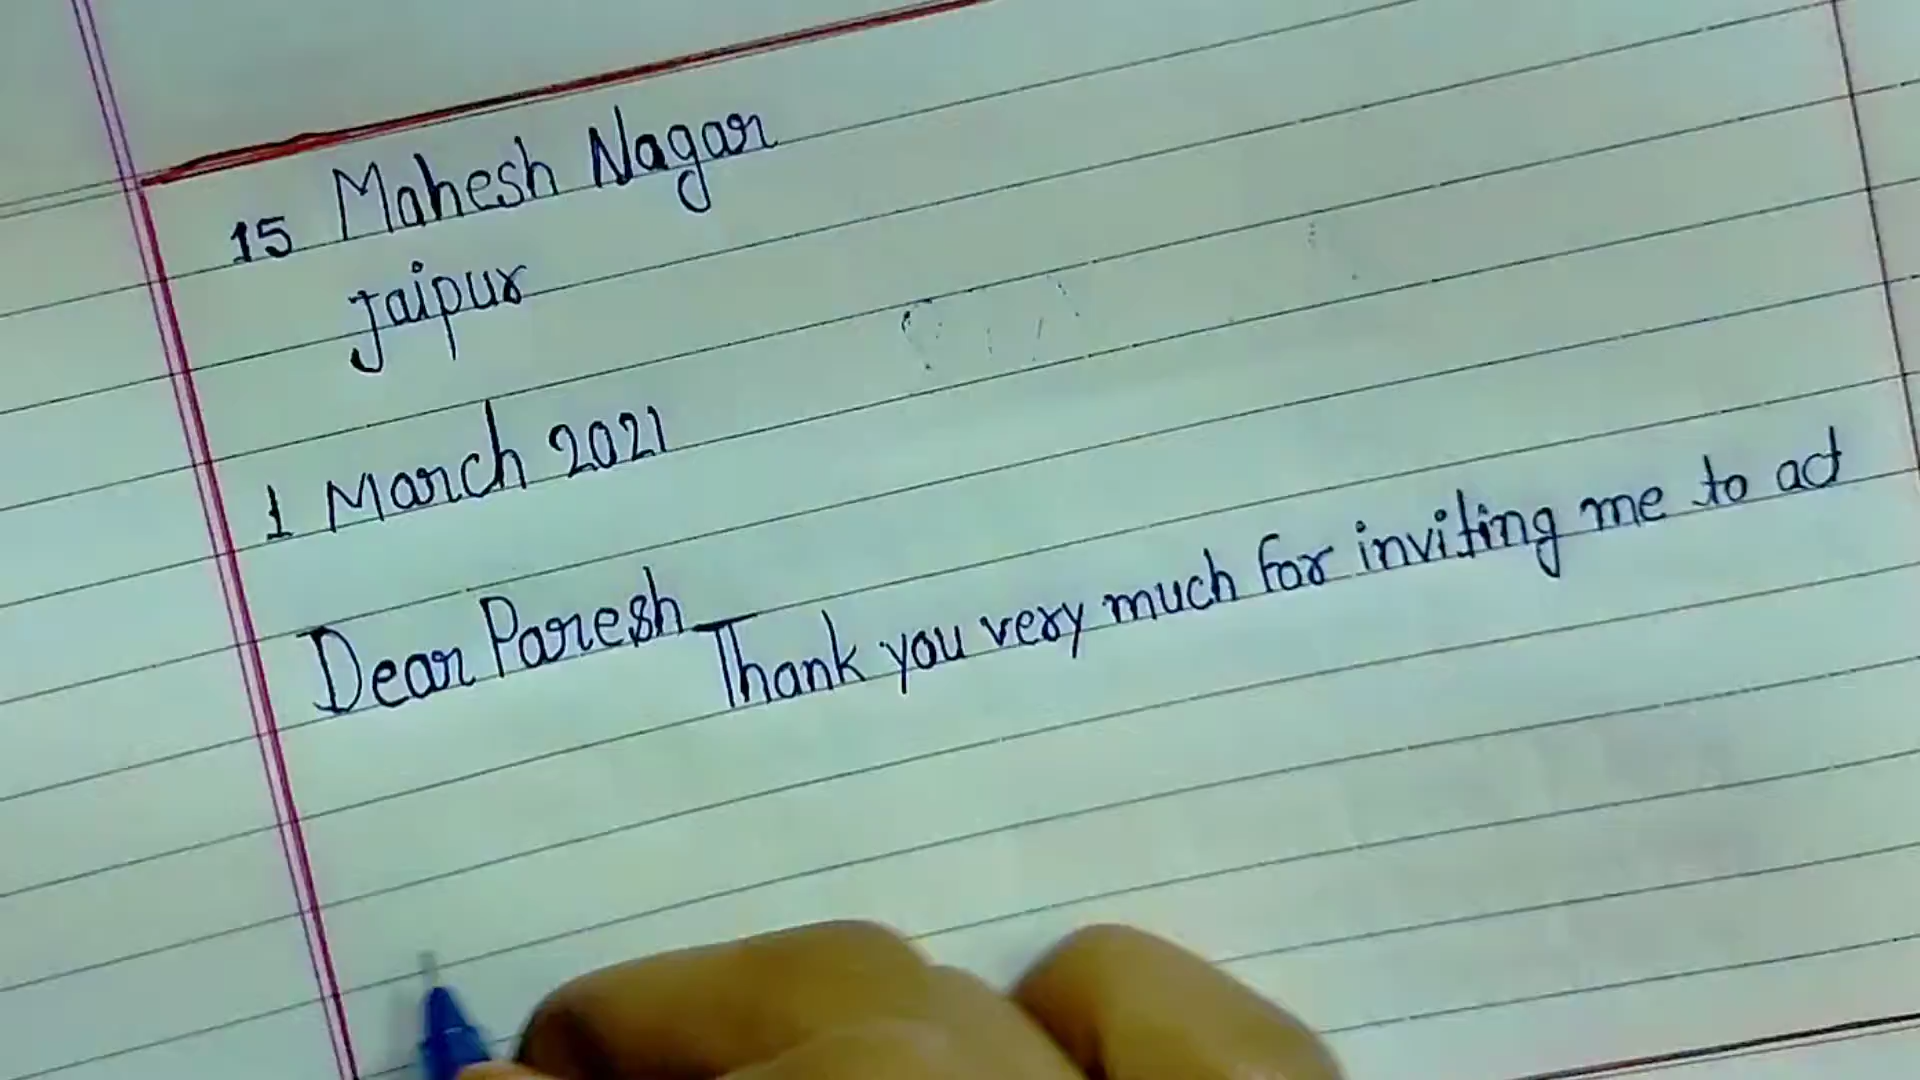 15 Mahesh Nagar
Jaipur
1 March 2021
Dear Paresh
Thank you very much for inviting me to act